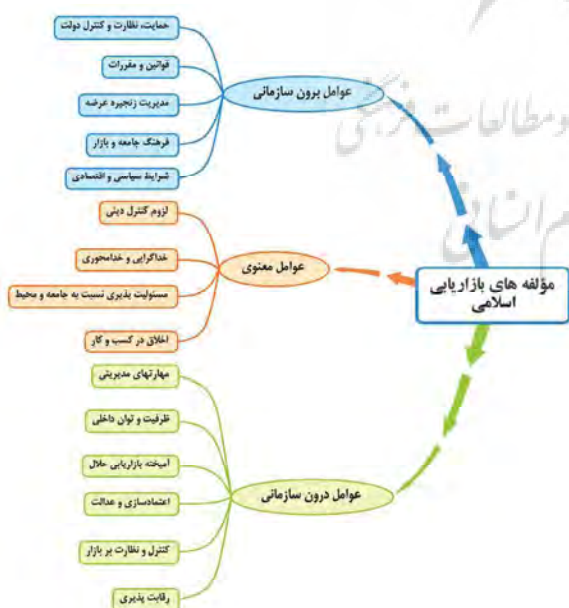 مؤلفه های بازاریابی
اسلامی
عوامل برون سازمانی
حمایت، نظارت و کنترل دولت
قوانین و مقررات
مدیریت زنجیره عرضه
فرهنگ جامعه و بازار
شرایط سیاسی و اقتصادی
عوامل معنوی
لزوم کنترل دینی
خداگرایی و خدامحوری
مسئولیت پذیری نسبت به جامعه و محیط
اخلاق در کسب و کار
عوامل درون سازمانی
مهارتهای مدیریتی
ظرفیت و توان داخلی
آمیخته بازاریابی حلال
اعتمادسازی و عدالت
کنترل و نظارت بر بازار
رقابت پذیری
ومطالعات فرهنگی
م انسانی